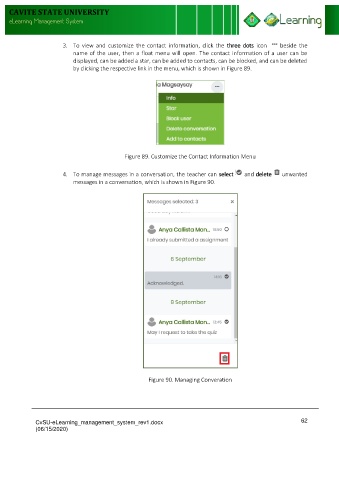 CAVITE STATE UNIVERSITY
eLearning Management System
eLearning
3. To view and customize the contact information, click the three dots icon ••• beside the
name of the user, then a float menu will open. The contact information of a user can be
displayed, can be added a star, can be added to contacts, can be blocked, and can be deleted
by clicking the respective link in the menu, which is shown in Figure 89.
a Magsaysay
Info
Star
Block user
Delete conversation
Add to contacts
Figure 89. Customize the Contact Information Menu
4. To manage messages in a conversation, the teacher can select and delete unwanted
messages in a conversation, which is shown in Figure 90.
Messages selected: 3 ×
Anya Callista Mon...
I already submitted a assignment
8 September
Acknowledged.
9 September
Anya Callista Mon... 12:45
May I request to take the quiz
Figure 90. Managing Converation
CvSU-eLearning_management_system_rev1.docx 62
(06/15/2020)